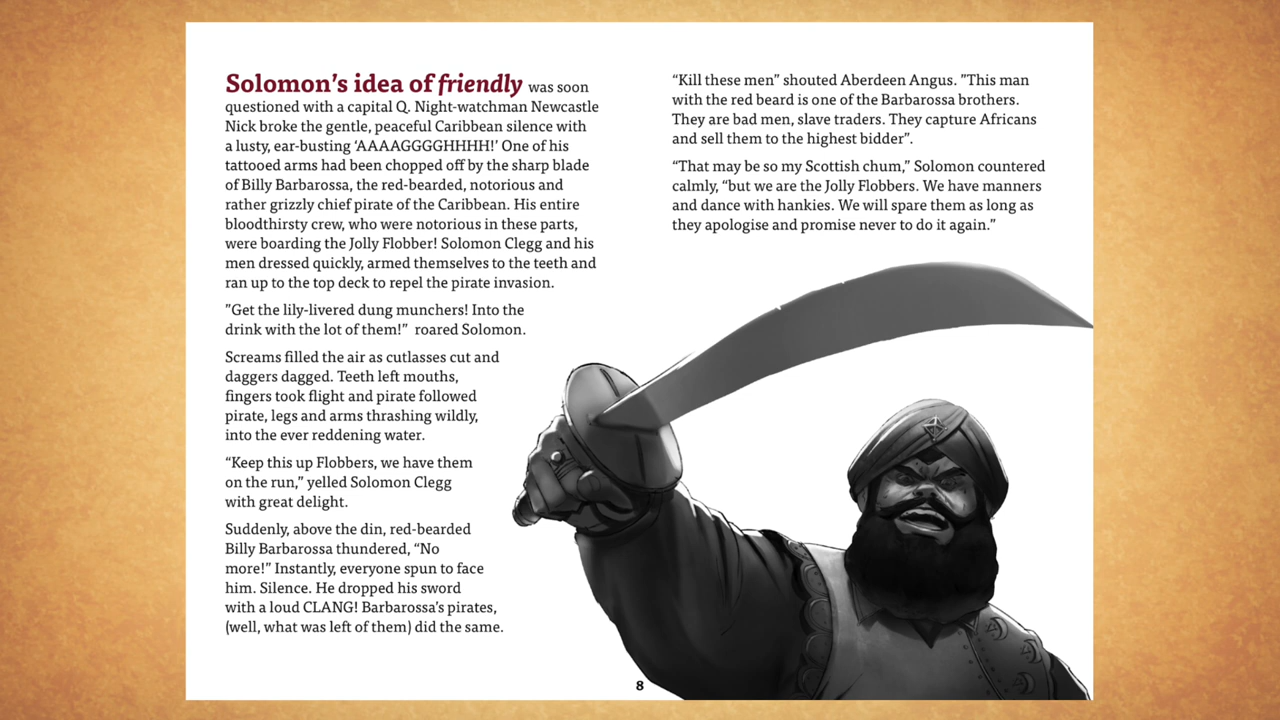 Solomon’s idea of friendly was soon
questioned with a capital Q. Night-watchman Newcastle
Nick broke the gentle, peaceful Caribbean silence with
a lusty, ear-busting ‘AAAAGGGGHHHH!’ One of his
tattooed arms had been chopped off by the sharp blade
of Billy Barbarossa, the red-bearded, notorious and
rather grizzly chief pirate of the Caribbean. His entire
bloodthirsty crew, who were notorious in these parts,
were boarding the Jolly Flobber! Solomon Clegg and his
men dressed quickly, armed themselves to the teeth and
ran up to the top deck to repel the pirate invasion.
”Get the lily-livered dung munchers! Into the
drink with the lot of them!” roared Solomon.
Screams filled the air as cutlasses cut and
daggers dagged. Teeth left mouths,
fingers took flight and pirate followed
pirate, legs and arms thrashing wildly,
into the ever reddening water.
“Keep this up Flobbers, we have them
on the run,” yelled Solomon Clegg
with great delight.
Suddenly, above the din, red-bearded
Billy Barbarossa thundered, “No
more!” Instantly, everyone spun to face
him. Silence. He dropped his sword
with a loud CLANG! Barbarossa’s pirates,
(well, what was left of them) did the same.
“Kill these men” shouted Aberdeen Angus. ”This man
with the red beard is one of the Barbarossa brothers.
They are bad men, slave traders. They capture Africans
and sell them to the highest bidder”.
“That may be so my Scottish chum,” Solomon countered
calmly, “but we are the Jolly Flobbers. We have manners
and dance with hankies. We will spare them as long as
they apologise and promise never to do it again.”
8